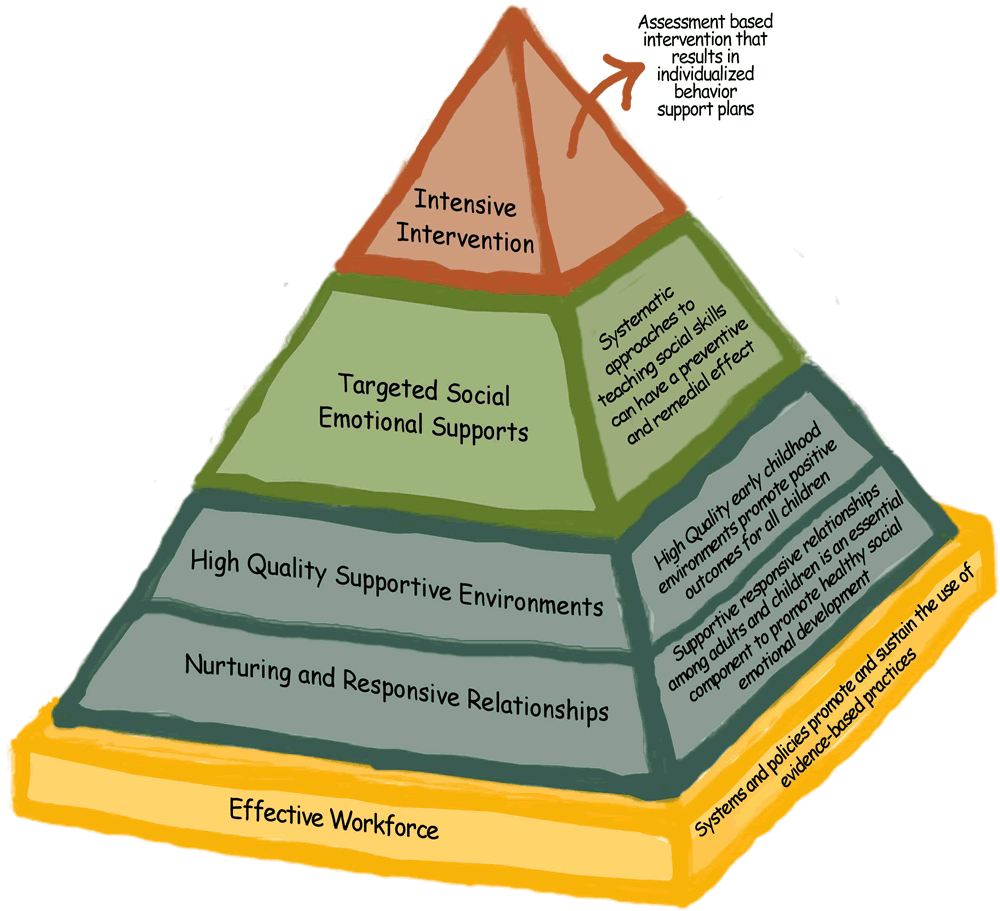 Assessment based
intervention that
results in
individualized
behavior
support plans
Intensive
Intervention
Systematic
approaches to
teaching social skills
can have a preventive
and remedial effect
Targeted Social
Emotional Supports
High Quality early childhood
environments promote positive
outcomes for all children
High Quality Supportive Environments
Supportive responsive relationships
among adults and children is an essential
component to promote healthy social
emotional development
Nurturing and Responsive Relationships
Systems and policies promote and sustain the use of
evidence-based practices
Effective Workforce